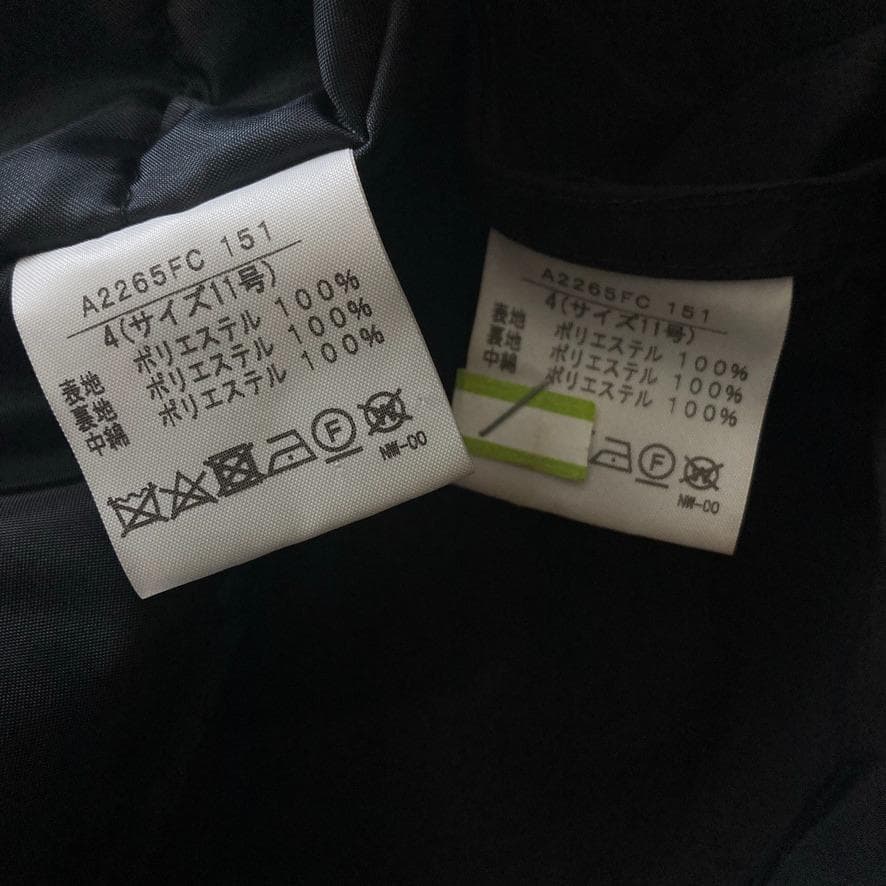 A2265FC 151
4(サイズ11号)
表地 ポリエステル 100%
裏地 ポリエステル 100%
中綿 ポリエステル 100%
F
W
NW-00
A2265FC 151
4(サイズ11号)
表地 ポリエステル 100%
裏地 ポリエステル 100%
中綿 ポリエステル 100%
F
W
NW-00